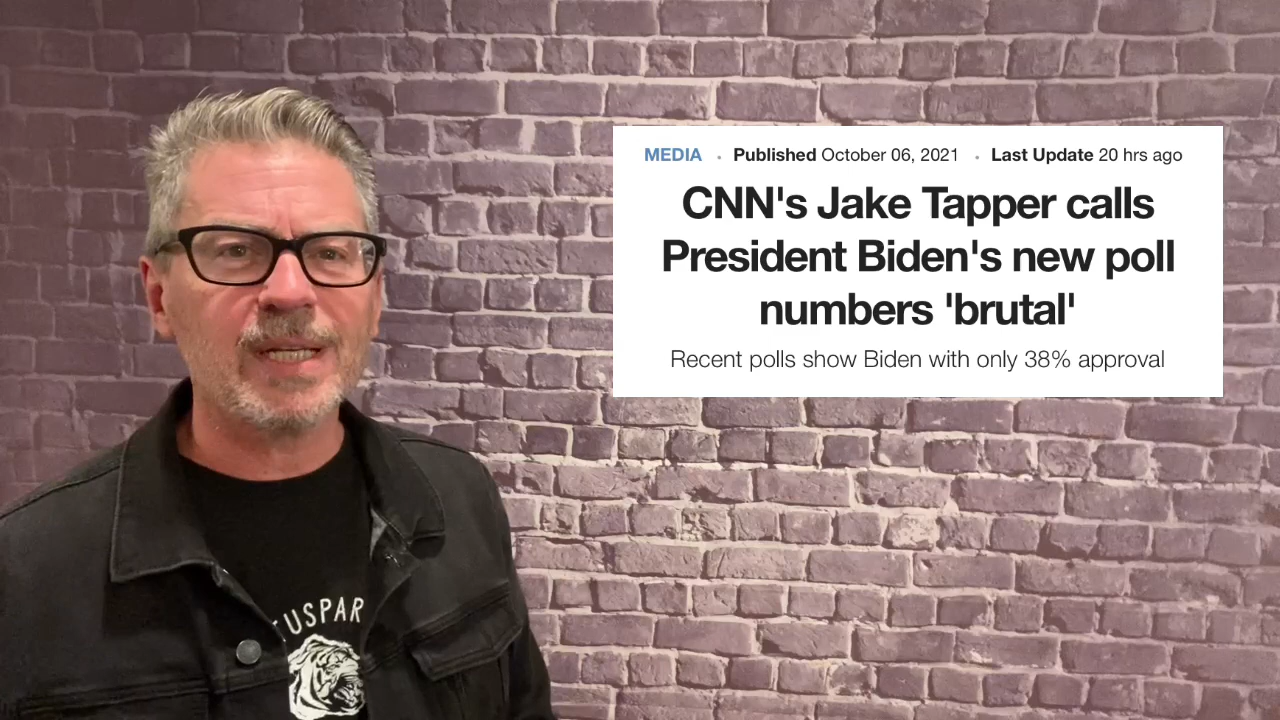 MEDIA · Published October 06, 2021 · Last Update 20 hrs ago
CNN's Jake Tapper calls
President Biden's new poll
numbers 'brutal'
Recent polls show Biden with only 38% approval
TUSPAR